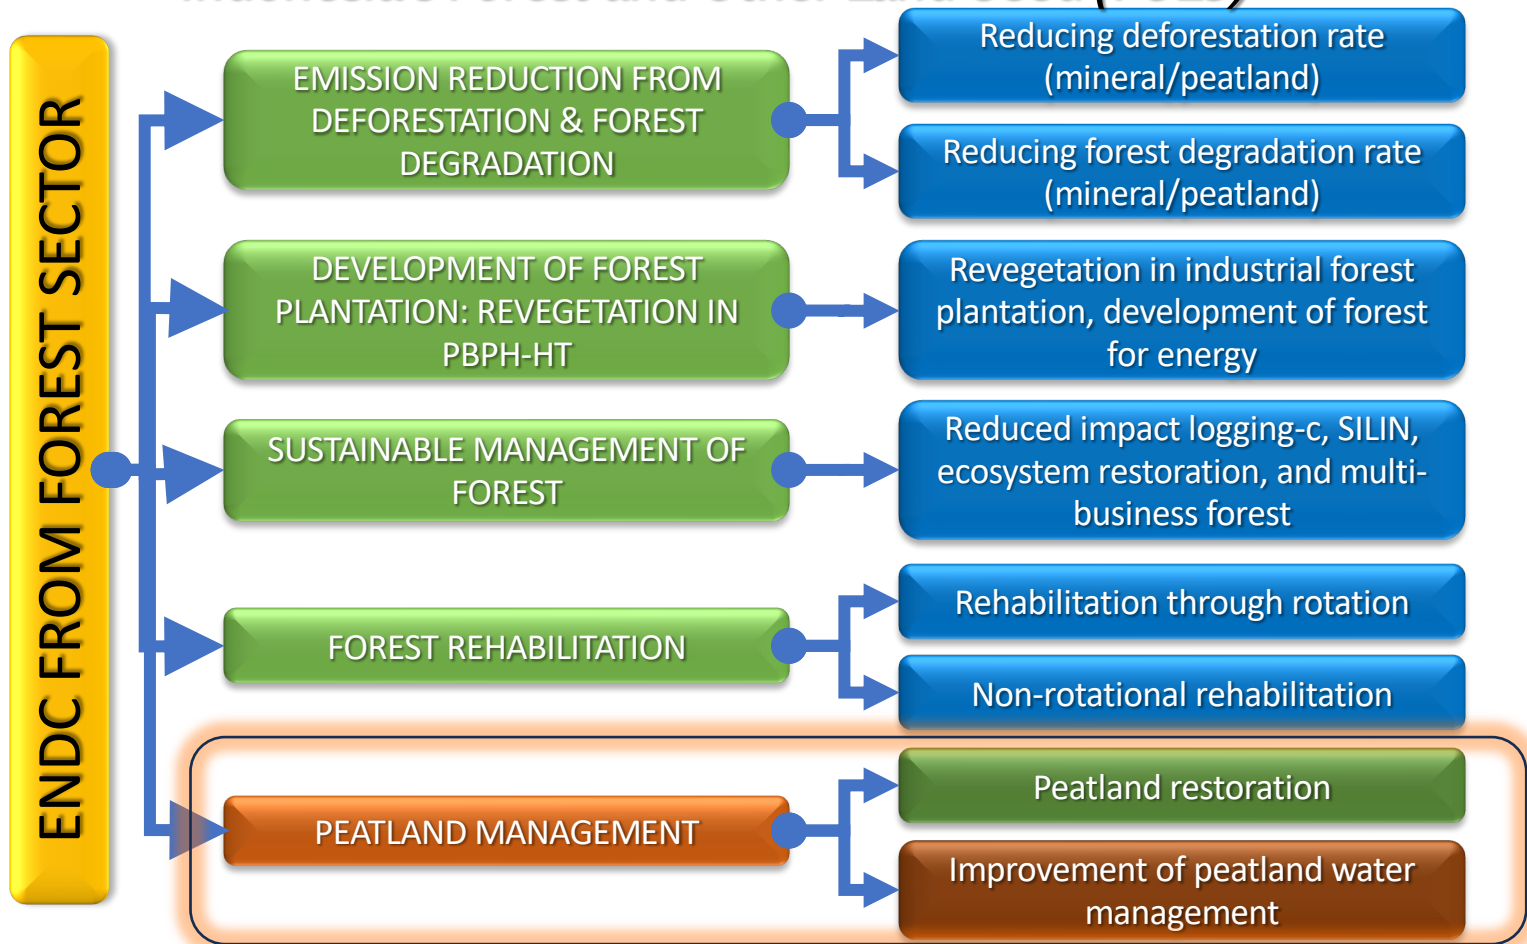 ENDC FROM FOREST SECTOR
EMISSION REDUCTION FROM
DEFORESTATION & FOREST
DEGRADATION
Reducing deforestation rate
(mineral/peatland)
Reducing forest degradation rate
(mineral/peatland)
DEVELOPMENT OF FOREST
PLANTATION: REVEGETATION IN
PBPH-HT
Revegetation in industrial forest
plantation, development of forest
for energy
SUSTAINABLE MANAGEMENT OF
FOREST
Reduced impact logging-c, SILIN,
ecosystem restoration, and multi-
business forest
FOREST REHABILITATION
Rehabilitation through rotation
Non-rotational rehabilitation
PEATLAND MANAGEMENT
Peatland restoration
Improvement of peatland water
management